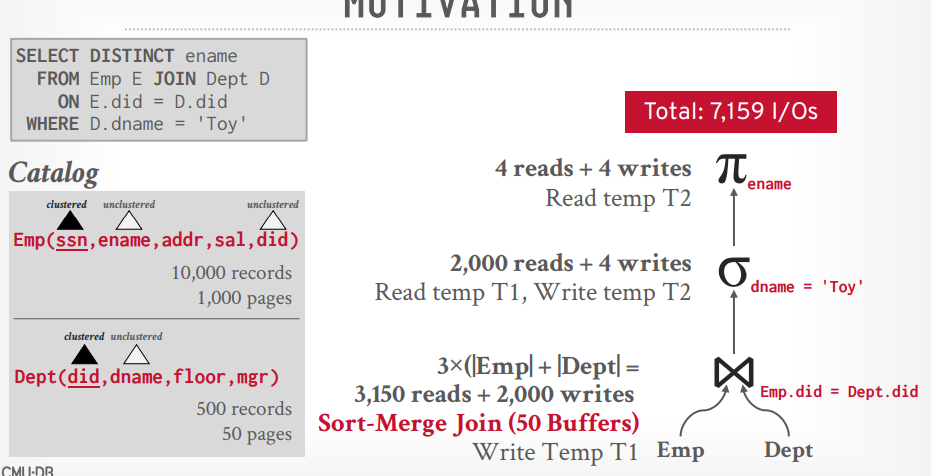 MOTIVATION
SELECT DISTINCT ename
FROM Emp E JOIN Dept D
ON E.did = D.did
WHERE D.dname = 'Toy'
Total: 7,159 I/Os
Catalog
clustered unclustered unclustered
Emp(ssn,ename,addr,sal,did)
10,000 records
1,000 pages
clustered unclustered
Dept(did,dname,floor,mgr)
500 records
50 pages
4 reads + 4 writes
Read temp T2
π ename
2,000 reads + 4 writes
Read temp T1, Write temp T2
σ dname = 'Toy'
3×(|Emp| + |Dept| =
3,150 reads + 2,000 writes
Sort-Merge Join (50 Buffers)
Write Temp T1
⋈ Emp.did = Dept.did
Emp Dept
CMU·DB